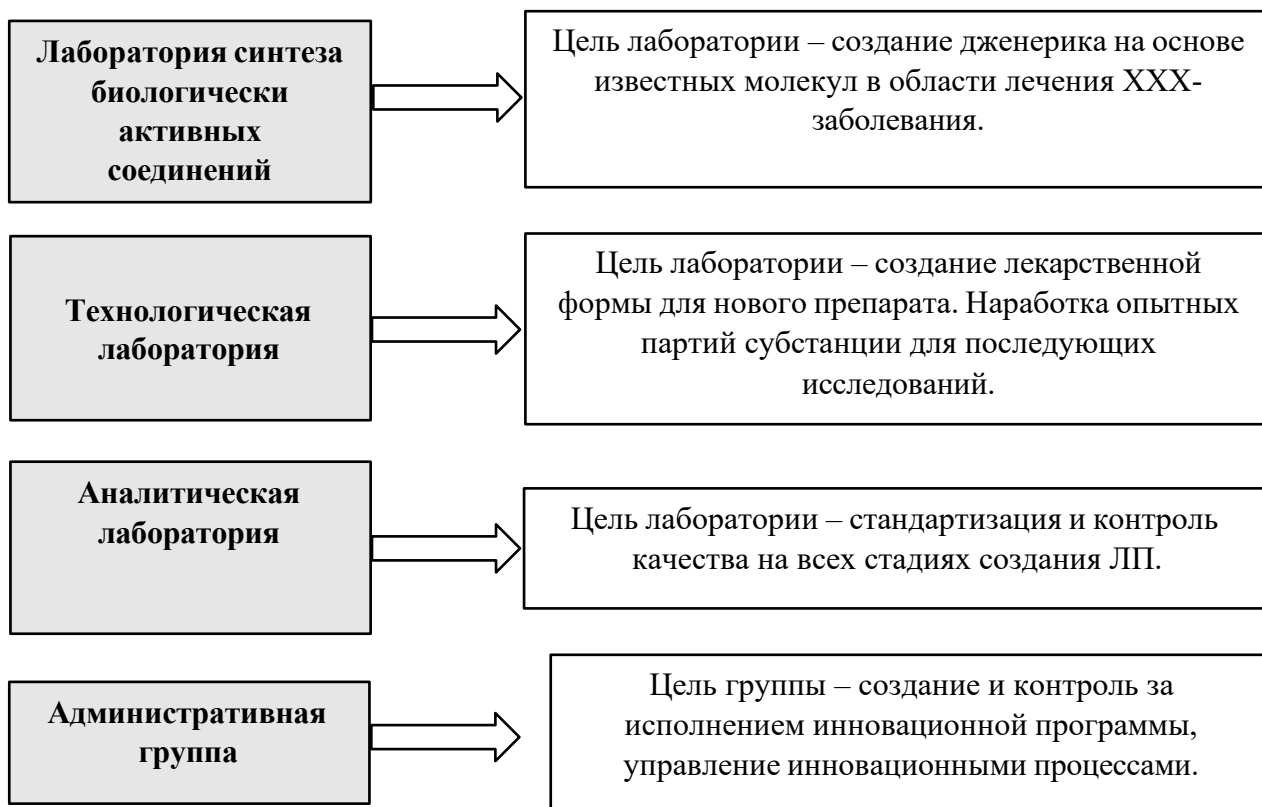 Лаборатория синтеза
биологически
активных
соединений
Цель лаборатории – создание дженерика на основе
известных молекул в области лечения ХХХ-
заболевания.
Технологическая
лаборатория
Цель лаборатории – создание лекарственной
формы для нового препарата. Наработка опытных
партий субстанции для последующих
исследований.
Аналитическая
лаборатория
Цель лаборатории – стандартизация и контроль
качества на всех стадиях создания ЛП.
Административная
группа
Цель группы – создание и контроль за
исполнением инновационной программы,
управление инновационными процессами.